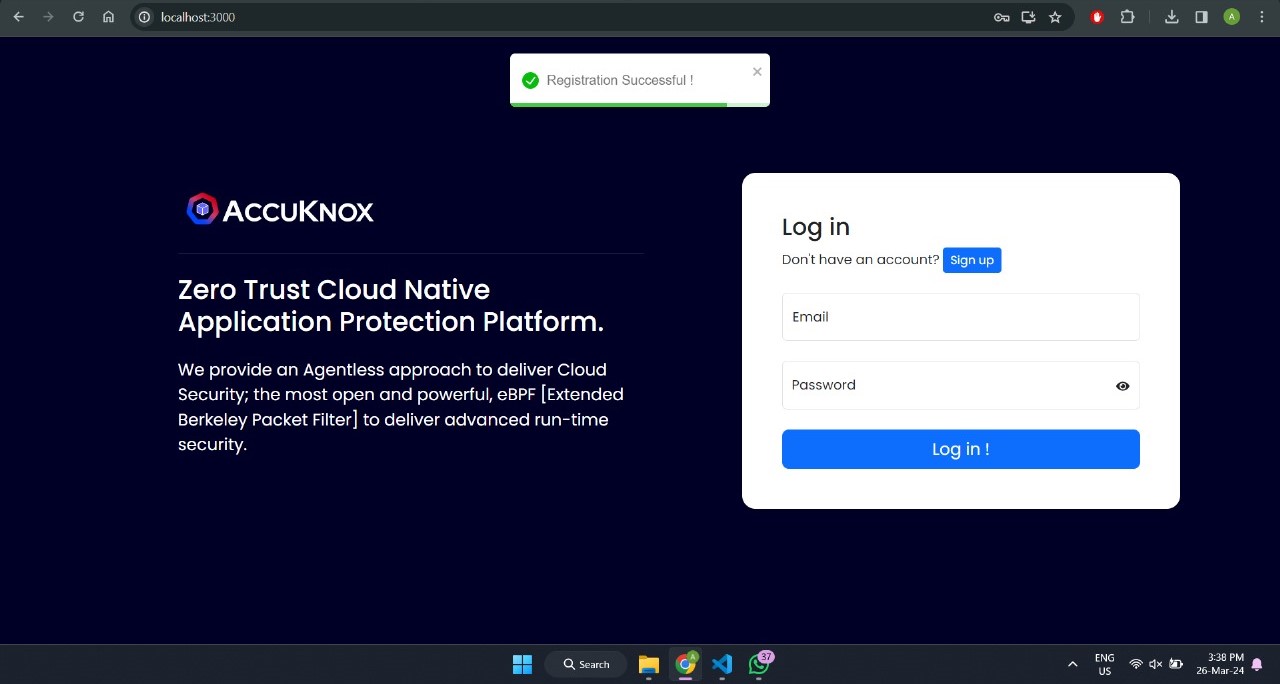 localhost:3000
A
Registration Successful !
ACCUKNOX
Zero Trust Cloud Native
Application Protection Platform.
We provide an Agentless approach to deliver Cloud
Security; the most open and powerful, eBPF [Extended
Berkeley Packet Filter] to deliver advanced run-time
security.
Log in
Don't have an account? Sign up
Email
Password
Log in !
Search
A
37
ENG
US
3:38 PM
26-Mar-24